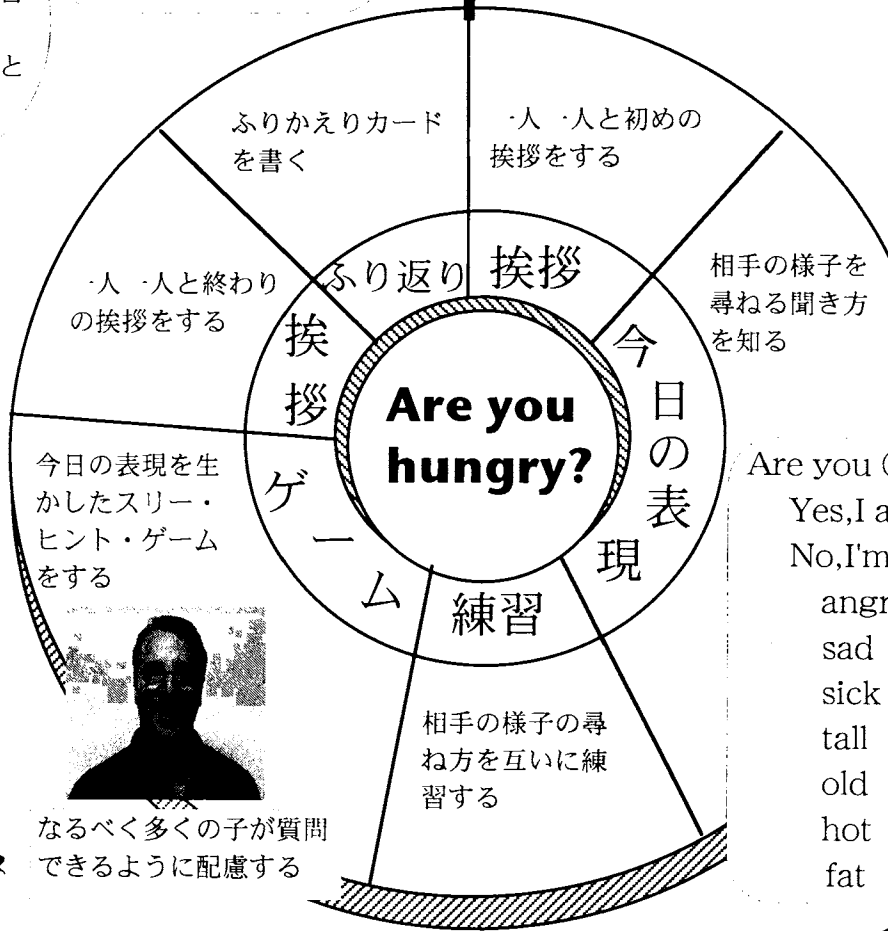 と
ふりかえりカード
を書く
一人一人と初めの
挨拶をする
相手の様子を
尋ねる聞き方
を知る
一人一人と終わり
の挨拶をする
ふり返り
挨拶
今日の表現
練習
ゲーム
挨拶
Are you
hungry?
今日の表現を生
かしたスリー・
ヒント・ゲーム
をする
相手の様子の尋
ね方を互いに練
習する
なるべく多くの子が質問
できるように配慮する
Are you (
Yes,I a
No,I'm
angr
sad
sick
tall
old
hot
fat